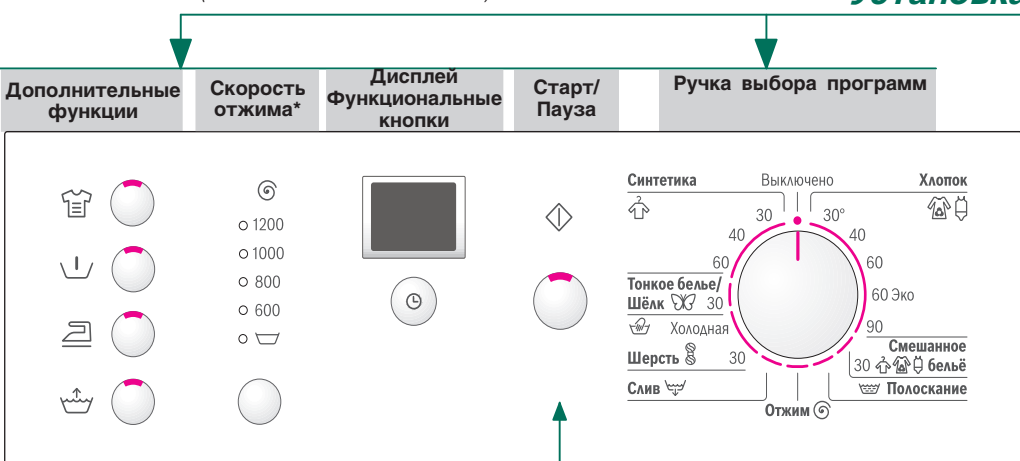 Установка
Дополнительные
функции
Скорость
отжима*
Дисплей
Функциональные
кнопки
Старт/
Пауза
Ручка выбора программ
1200
1000
800
600
Синтетика
Выключено
Хлопок
30
30°
40
40
60
60
Тонкое белье/
Шёлк 30
60 Эко
Холодная
90
Шерсть 30
Смешанное
30 бельё
Слив
Полоскание
Отжим